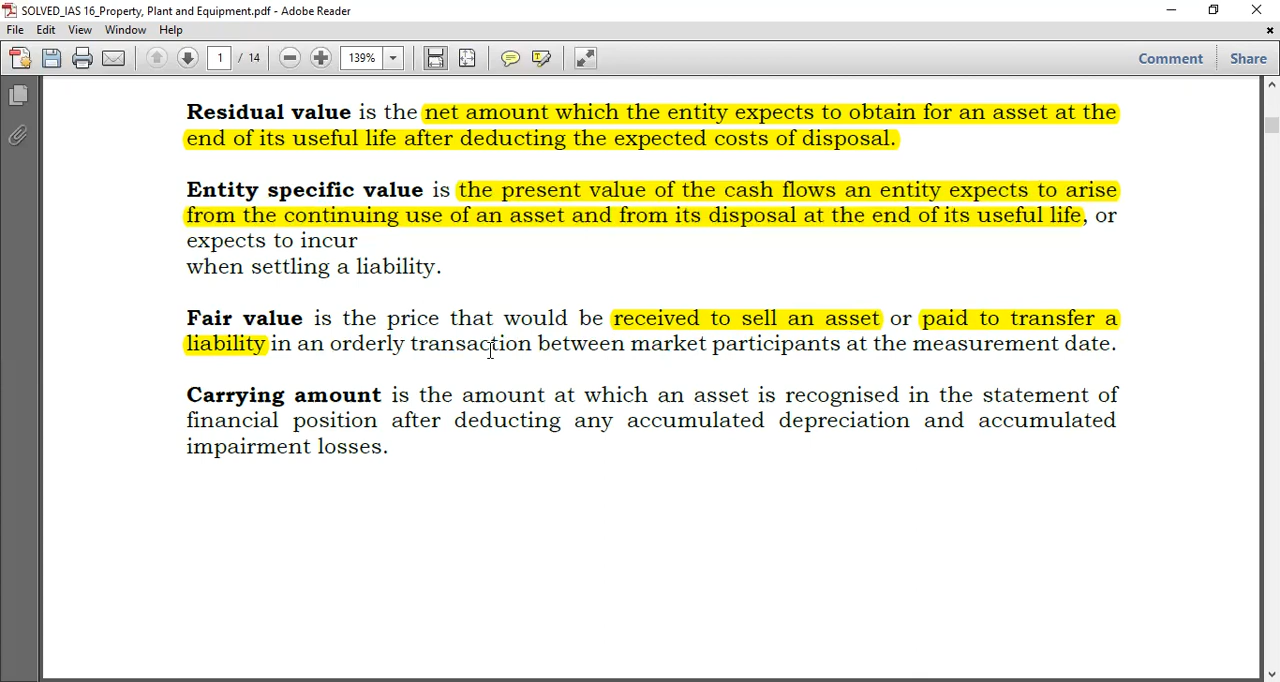 SOLVED_IAS 16_Property, Plant and Equipment.pdf - Adobe Reader
File Edit View Window Help
1 / 14 139% Comment Share
Residual value is the net amount which the entity expects to obtain for an asset at the
end of its useful life after deducting the expected costs of disposal.
Entity specific value is the present value of the cash flows an entity expects to arise
from the continuing use of an asset and from its disposal at the end of its useful life, or
expects to incur
when settling a liability.
Fair value is the price that would be received to sell an asset or paid to transfer a
liability in an orderly transaction between market participants at the measurement date.
Carrying amount is the amount at which an asset is recognised in the statement of
financial position after deducting any accumulated depreciation and accumulated
impairment losses.